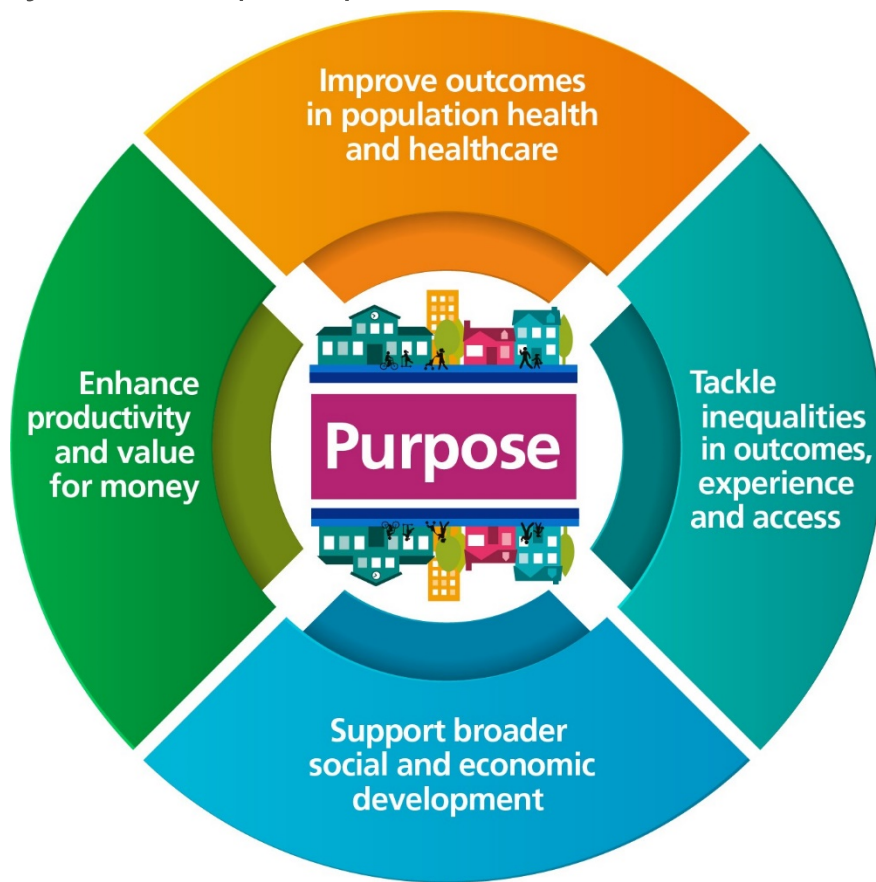 Improve outcomes
in population health
and healthcare
Enhance
productivity
and value
for money
Purpose
Tackle
inequalities
in outcomes,
experience
and access
Support broader
social and economic
development